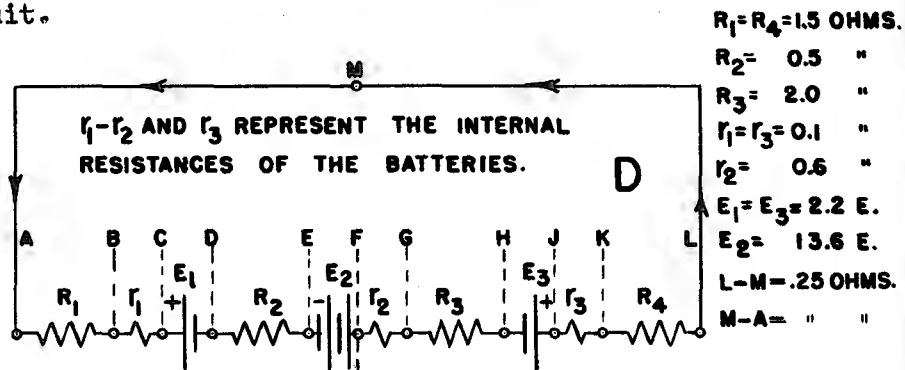 uit.
M
r₁-r₂ AND r₃ REPRESENT THE INTERNAL
RESISTANCES OF THE BATTERIES.
D
A B C D E F G H J K L
R₁ r₁ + E₁ R₂ - E₂ r₂ R₃ E₃ + r₃ R₄
R₁=R₄=1.5 OHMS.
R₂= 0.5 "
R₃= 2.0 "
r₁=r₃=0.1 "
r₂= 0.6 "
E₁=E₃=2.2 E.
E₂= 13.6 E.
L-M=.25 OHMS.
M-A= " "